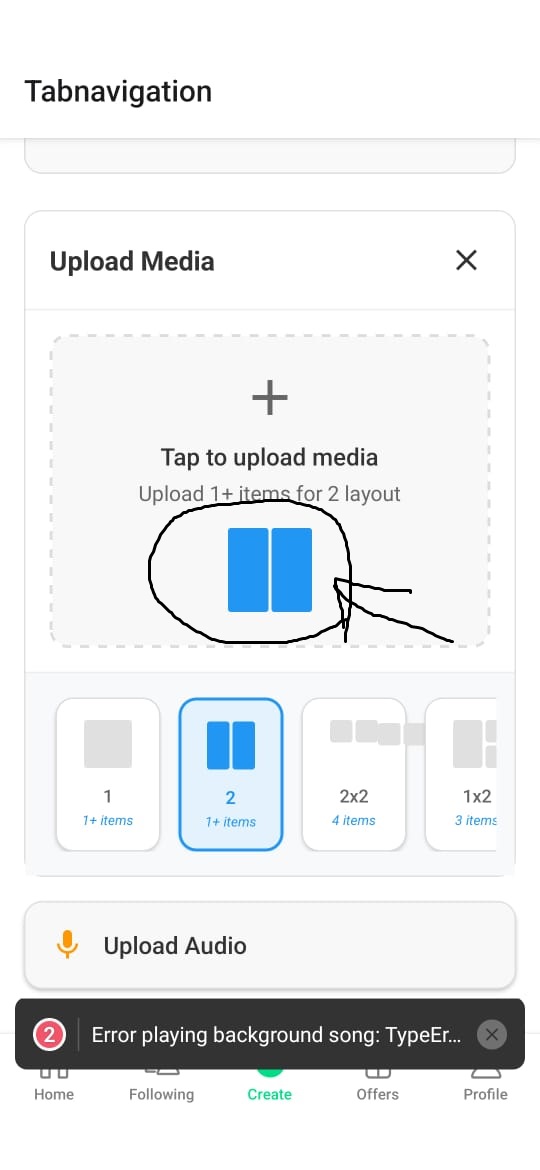 Tabnavigation
Upload Media
Tap to upload media
Upload 1+ items for 2 layout
1
1+ items
2
1+ items
2x2
4 items
1x2
3 items
Upload Audio
2
Error playing background song: TypeEr...
Home
Following
Create
Offers
Profile